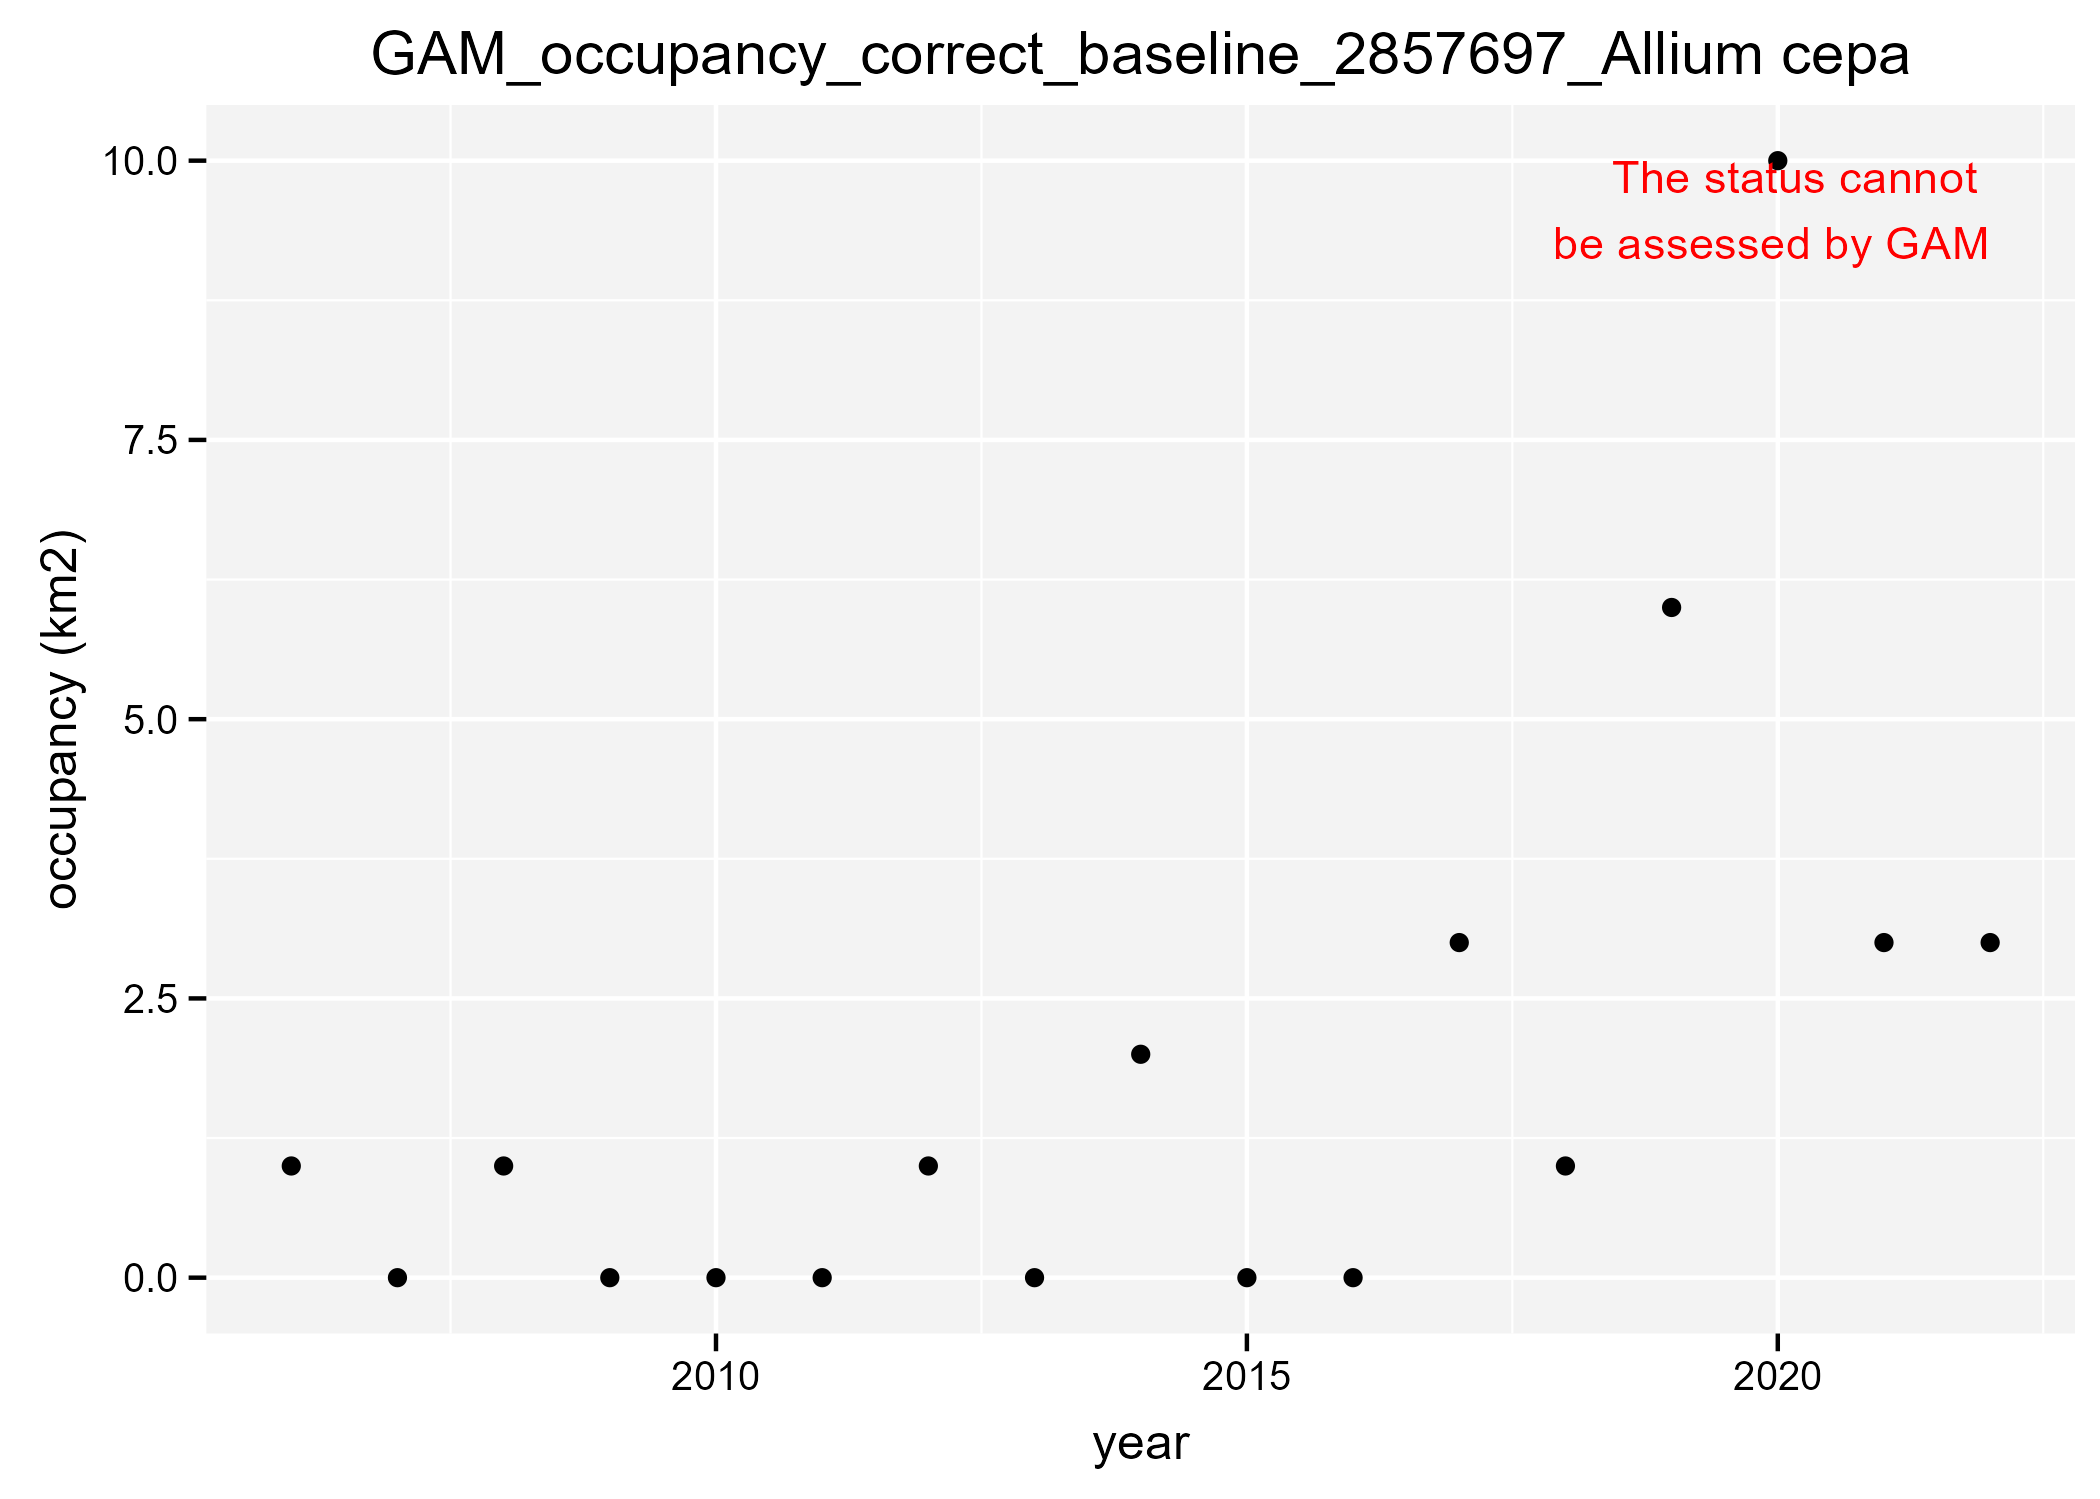 GAM_occupancy_correct_baseline_2857697_Allium cepa
10.0
The status cannot
be assessed by GAM
7.5
5.0
2.5
0.0
occupancy (km2)
2010
2015
2020
year